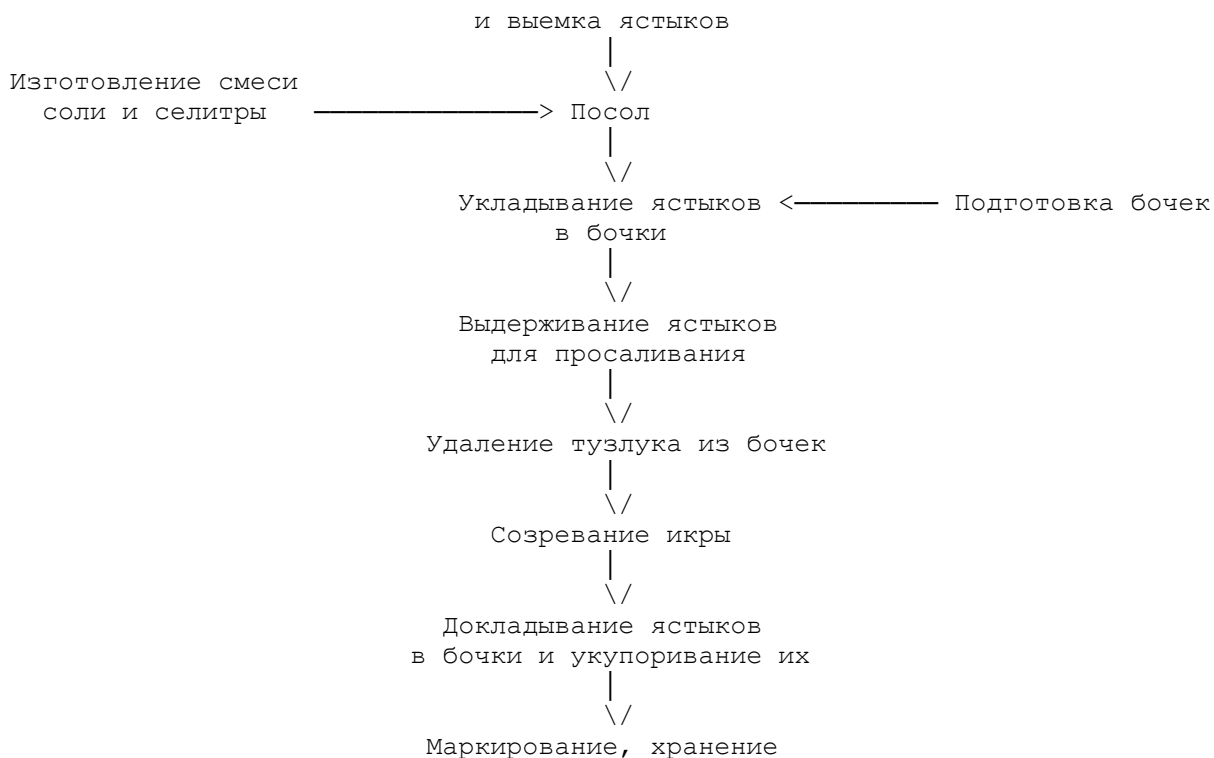 и выемка ястыков
Изготовление смеси
соли и селитры
Посол
Укладывание ястыков
Подготовка бочек
в бочки
Выдерживание ястыков
для просаливания
Удаление тузлука из бочек
Созревание икры
Докладывание ястыков
в бочки и укупоривание их
Маркирование, хранение